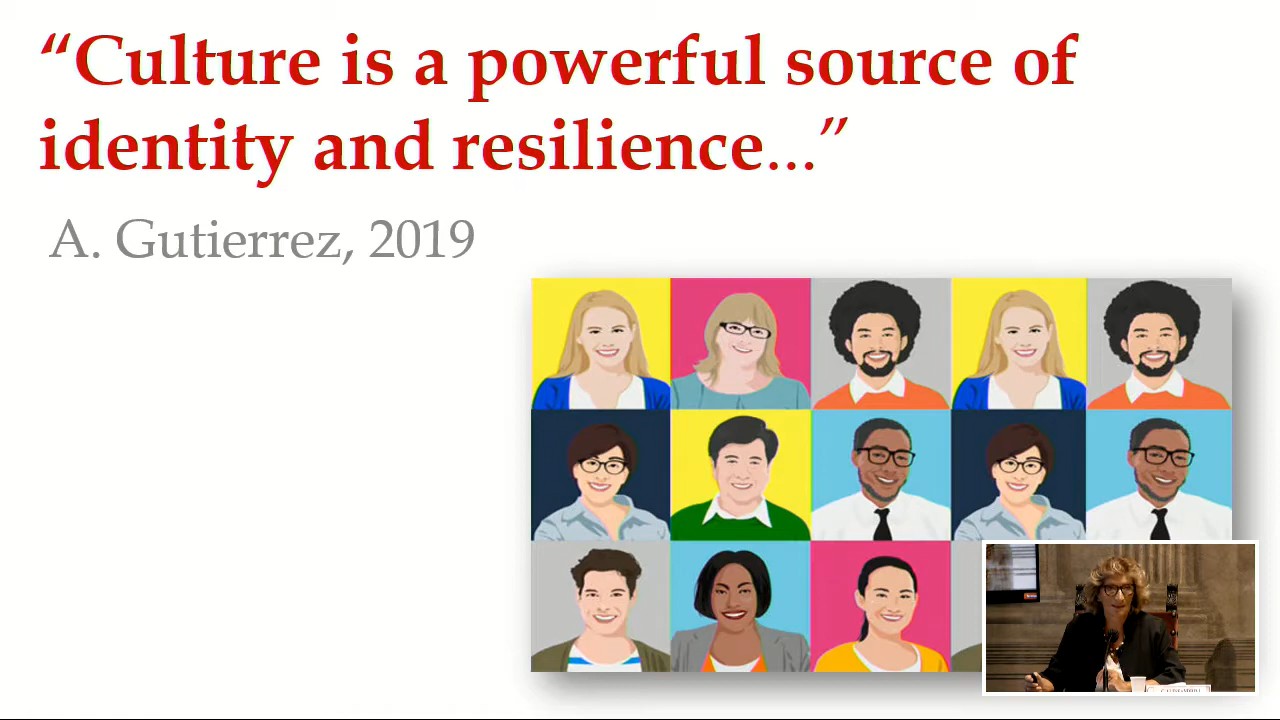 “Culture is a powerful source of
identity and resilience...”
A. Gutierrez, 2019